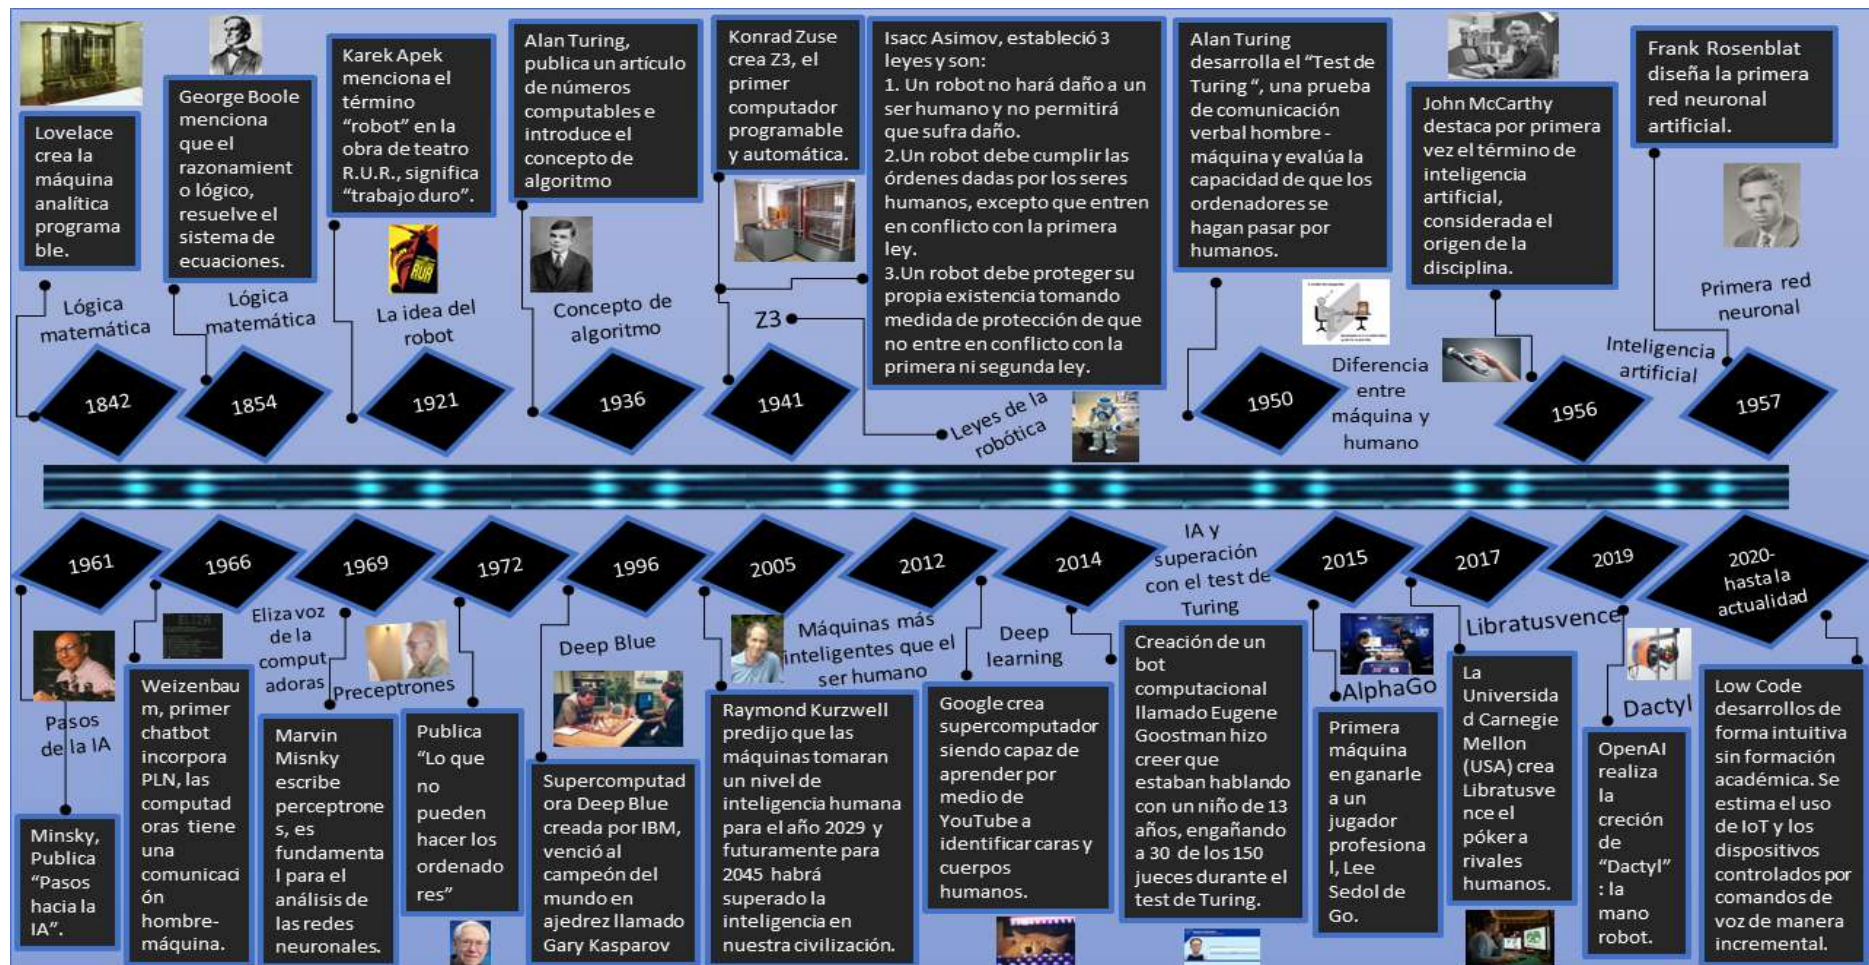 Lovelace
crea la
máquina
analítica
programa
ble.
Lógica
matemática
1842
George Boole
menciona
que el
razonamient
o lógico,
resuelve el
sistema de
ecuaciones.
Lógica
matemática
1854
Karek Apek
menciona el
término
“robot” en la
obra de teatro
R.U.R., significa
“trabajo duro”.
RUR
La idea del
robot
1921
Alan Turing,
publica un artículo
de números
computables e
introduce el
concepto de
algoritmo
Concepto de
algoritmo
1936
Konrad Zuse
crea Z3, el
primer
computador
programable
y automática.
Z3
1941
Isacc Asimov, estableció 3
leyes y son:
1. Un robot no hará daño a un
ser humano y no permitirá
que sufra daño.
2.Un robot debe cumplir las
órdenes dadas por los seres
humanos, excepto que entren
en conflicto con la primera
ley.
3.Un robot debe proteger su
propia existencia tomando
medida de protección de que
no entre en conflicto con la
primera ni segunda ley.
Leyes de la
robótica
Alan Turing
desarrolla el “Test de
Turing “, una prueba
de comunicación
verbal hombre -
máquina y evalúa la
capacidad de que los
ordenadores se
hagan pasar por
humanos.
1950
Diferencia
entre
máquina y
humano
John McCarthy
destaca por primera
vez el término de
inteligencia
artificial,
considerada el
origen de la
disciplina.
1956
Inteligencia
artificial
Frank Rosenblat
diseña la primera
red neuronal
artificial.
Primera red
neuronal
1957
1961
Pasos
de la IA
Minsky,
Publica
“Pasos
hacia la
IA”.
1966
ELIZA
Eliza voz
de la
comput
adoras
Weizenbau
m, primer
chatbot
incorpora
PLN, las
computad
oras tiene
una
comunicaci
ón
hombre-
máquina.
1969
Preceptrones
Marvin
Misnky
escribe
perceptrone
s, es
fundamenta
l para el
análisis de
las redes
neuronales.
1972
Publica
“Lo que
no
pueden
hacer los
ordenado
res”
1996
Deep Blue
Supercomputad
ora Deep Blue
creada por IBM,
venció al
campeón del
mundo en
ajedrez llamado
Gary Kasparov
2005
Máquinas más
inteligentes que el
ser humano
Raymond Kurzwell
predijo que las
máquinas tomaran
un nivel de
inteligencia humana
para el año 2029 y
futuramente para
2045 habrá
superado la
inteligencia en
nuestra civilización.
2012
Deep
learning
Google crea
supercomputador
siendo capaz de
aprender por
medio de
YouTube a
identificar caras y
cuerpos
humanos.
2014
IA y
superación
con el test de
Turing
Creación de un
bot
computacional
llamado Eugene
Goostman hizo
creer que
estaban hablando
con un niño de 13
años, engañando
a 30 de los 150
jueces durante el
test de Turing.
2015
AlphaGo
Primera
máquina
en ganarle
a un
jugador
profesiona
l, Lee
Sedol de
Go.
2017
Libratusvence
La
Universida
d Carnegie
Mellon
(USA) crea
Libratusve
nce el
póker a
rivales
humanos.
2019
Dactyl
OpenAI
realiza
la
creción
de
“Dactyl”
: la
mano
robot.
2020-
hasta la
actualidad
Low Code
desarrollos de
forma intuitiva
sin formación
académica. Se
estima el uso
de IoT y los
dispositivos
controlados por
comandos de
voz de manera
incremental.